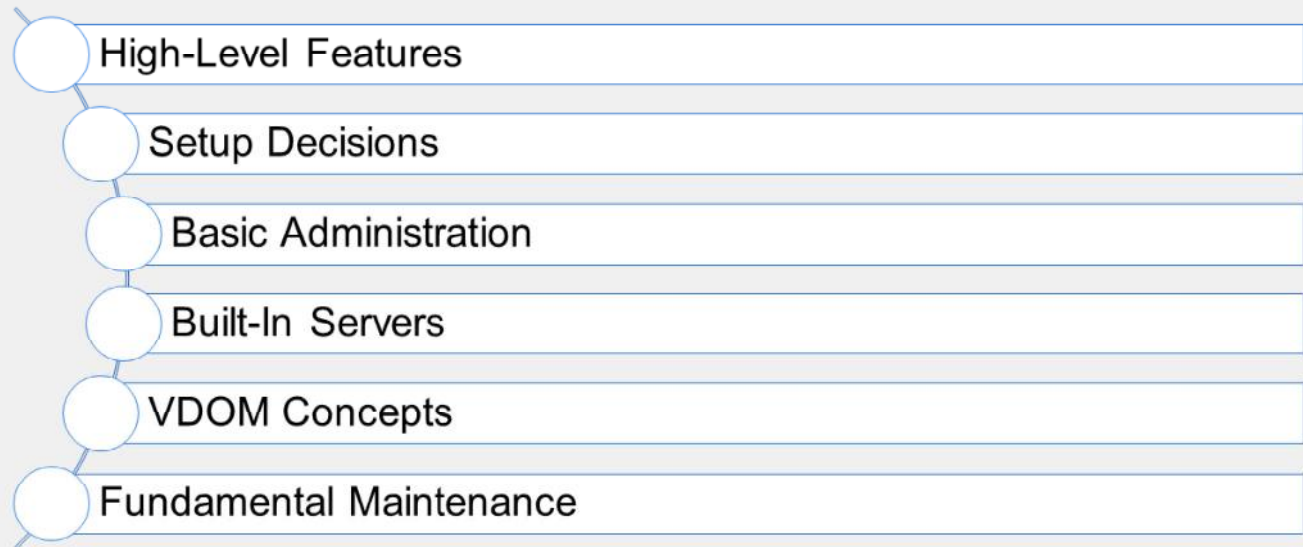 High-Level Features
Setup Decisions
Basic Administration
Built-In Servers
VDOM Concepts
Fundamental Maintenance